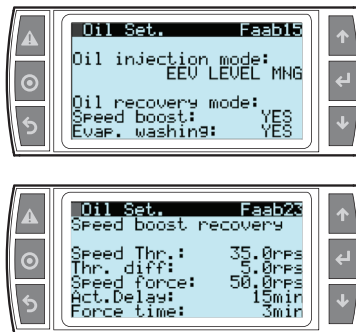 Oil Set. Faab15
Oil injection mode:
EEV LEVEL MNG
Oil recovery mode:
Speed boost: YES
Evap. washing: YES
Oil Set. Faab23
Speed boost recovery
Speed Thr.: 35.0rps
Thr. diff: 5.0rps
Speed force: 50.0rps
Act.Delay: 15min
Force time: 3min